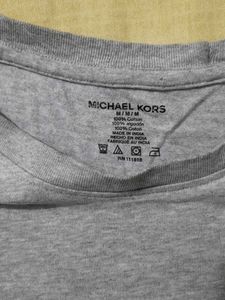 MICHAEL KORS
M / M / M
100% Cotton
100% algodón
100% Coton
MADE IN INDIA
HECHO EN INDIA
FABRIQUÉ AU INDIA